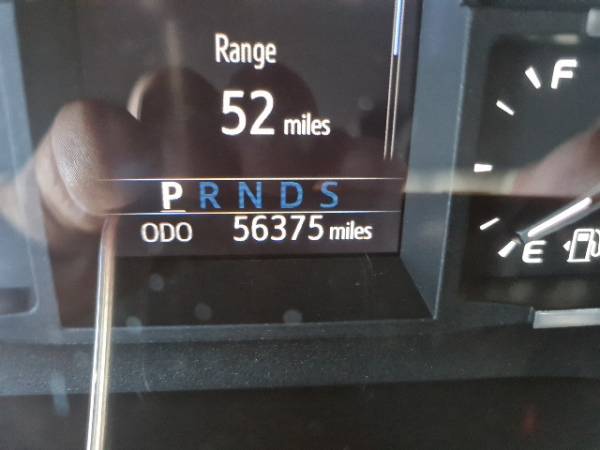 Range
52 miles
P R N D S
ODO 56375 miles
F
E